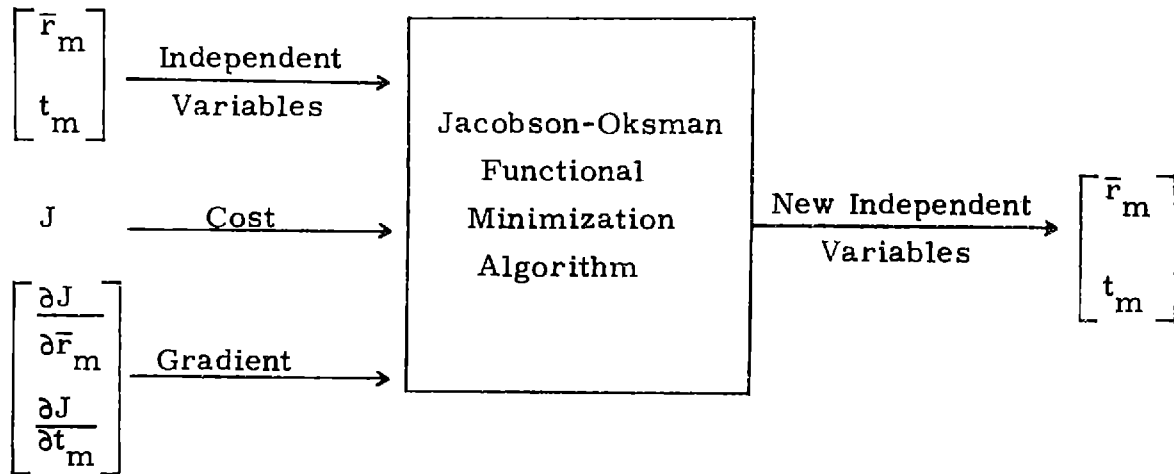 r̅m
tm
Independent
Variables
J
Cost
∂J
∂r̅m
∂J
∂tm
Gradient
Jacobson-Oksman
Functional
Minimization
Algorithm
New Independent
Variables
r̅m
tm